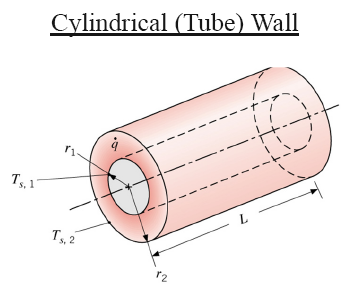 Cylindrical (Tube) Wall
q̇
r1
Ts, 1
Ts, 2
L
r2